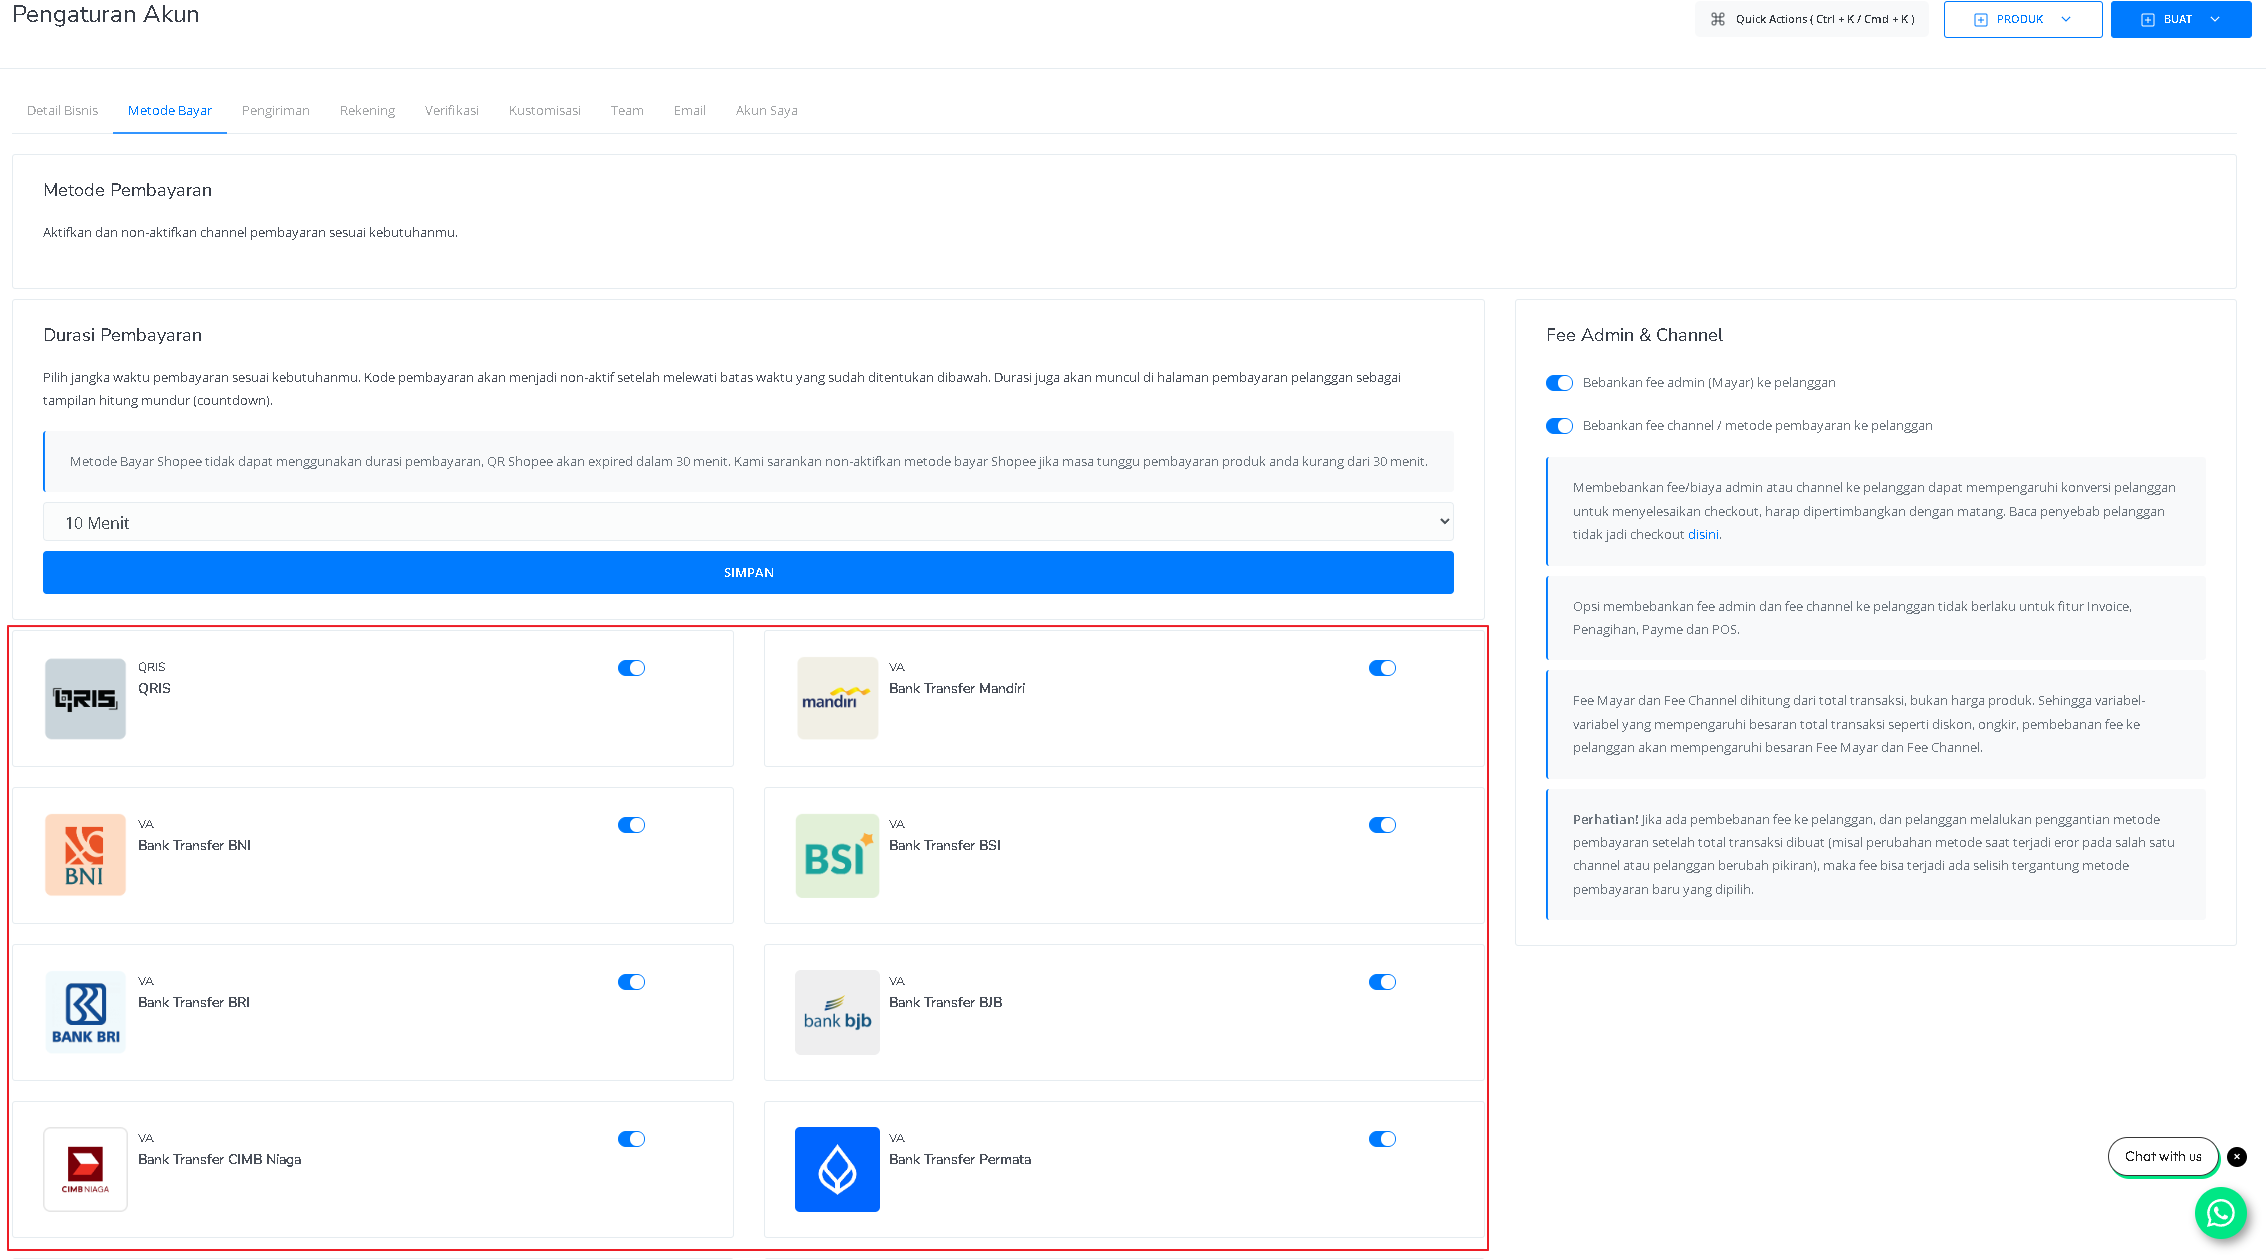 Pengaturan Akun
Quick Actions ( Ctrl + K / Cmd + K )
PRODUK
BUAT
Detail Bisnis
Metode Bayar
Pengiriman
Rekening
Verifikasi
Kustomisasi
Team
Email
Akun Saya
Metode Pembayaran
Aktifkan dan non-aktifkan channel pembayaran sesuai kebutuhanmu.
Durasi Pembayaran
Pilih jangka waktu pembayaran sesuai kebutuhanmu. Kode pembayaran akan menjadi non-aktif setelah melewati batas waktu yang sudah ditentukan dibawah. Durasi juga akan muncul di halaman pembayaran pelanggan sebagai
tampilan hitung mundur (countdown).
Metode Bayar Shopee tidak dapat menggunakan durasi pembayaran, QR Shopee akan expired dalam 30 menit. Kami sarankan non-aktifkan metode bayar Shopee jika masa tunggu pembayaran produk anda kurang dari 30 menit.
10 Menit
SIMPAN
Fee Admin & Channel
Bebankan fee admin (Mayar) ke pelanggan
Bebankan fee channel / metode pembayaran ke pelanggan
Membebankan fee/biaya admin atau channel ke pelanggan dapat mempengaruhi konversi pelanggan
untuk menyelesaikan checkout, harap dipertimbangkan dengan matang. Baca penyebab pelanggan
tidak jadi checkout disini.
Opsi membebankan fee admin dan fee channel ke pelanggan tidak berlaku untuk fitur Invoice,
Penagihan, Payme dan POS.
Fee Mayar dan Fee Channel dihitung dari total transaksi, bukan harga produk. Sehingga variabel-
variabel yang mempengaruhi besaran total transaksi seperti diskon, ongkir, pembebanan fee ke
pelanggan akan mempengaruhi besaran Fee Mayar dan Fee Channel.
Perhatian! Jika ada pembebanan fee ke pelanggan, dan pelanggan melalukan penggantian metode
pembayaran setelah total transaksi dibuat (misal perubahan metode saat terjadi eror pada salah satu
channel atau pelanggan berubah pikiran), maka fee bisa terjadi ada selisih tergantung metode
pembayaran baru yang dipilih.
QRIS
QRIS
QRIS
mandiri
VA
Bank Transfer Mandiri
BNI
VA
Bank Transfer BNI
BSI
VA
Bank Transfer BSI
BANK BRI
VA
Bank Transfer BRI
bank bjb
VA
Bank Transfer BJB
CIMB NIAGA
VA
Bank Transfer CIMB Niaga
VA
Bank Transfer Permata
Chat with us